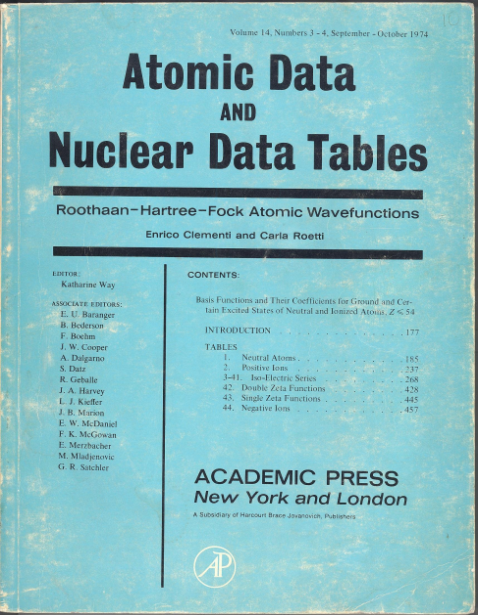 Volume 14, Numbers 3 - 4, September - October 1974
Atomic Data
AND
Nuclear Data Tables
Roothaan-Hartree-Fock Atomic Wavefunctions
Enrico Clementi and Carla Roetti
EDITOR:
Katharine Way
ASSOCIATE EDITORS:
E. U. Baranger
B. Bederson
F. Boehm
J. W. Cooper
A. Dalgarno
S. Datz
R. Geballe
J. A. Harvey
L. J. Kieffer
J. B. Marion
E. W. McDaniel
F. K. McGowan
E. Merzbacher
M. Mladjenovic
G. R. Satchler
CONTENTS:
Basis Functions and Their Coefficients for Ground and Cer-
tain Excited States of Neutral and Ionized Atoms, Z ≤ 54
INTRODUCTION . . . . . . . . . . . . 177
TABLES
1. Neutral Atoms . . . . . . . . . . 185
2. Positive Ions . . . . . . . . . . 237
3-41. Iso-Electric Series . . . . . . . . 268
42. Double Zeta Functions . . . . . . . 428
43. Single Zeta Functions . . . . . . . 445
44. Negative Ions . . . . . . . . . . 457
ACADEMIC PRESS
New York and London
A Subsidiary of Harcourt Brace Jovanovich, Publishers
AP